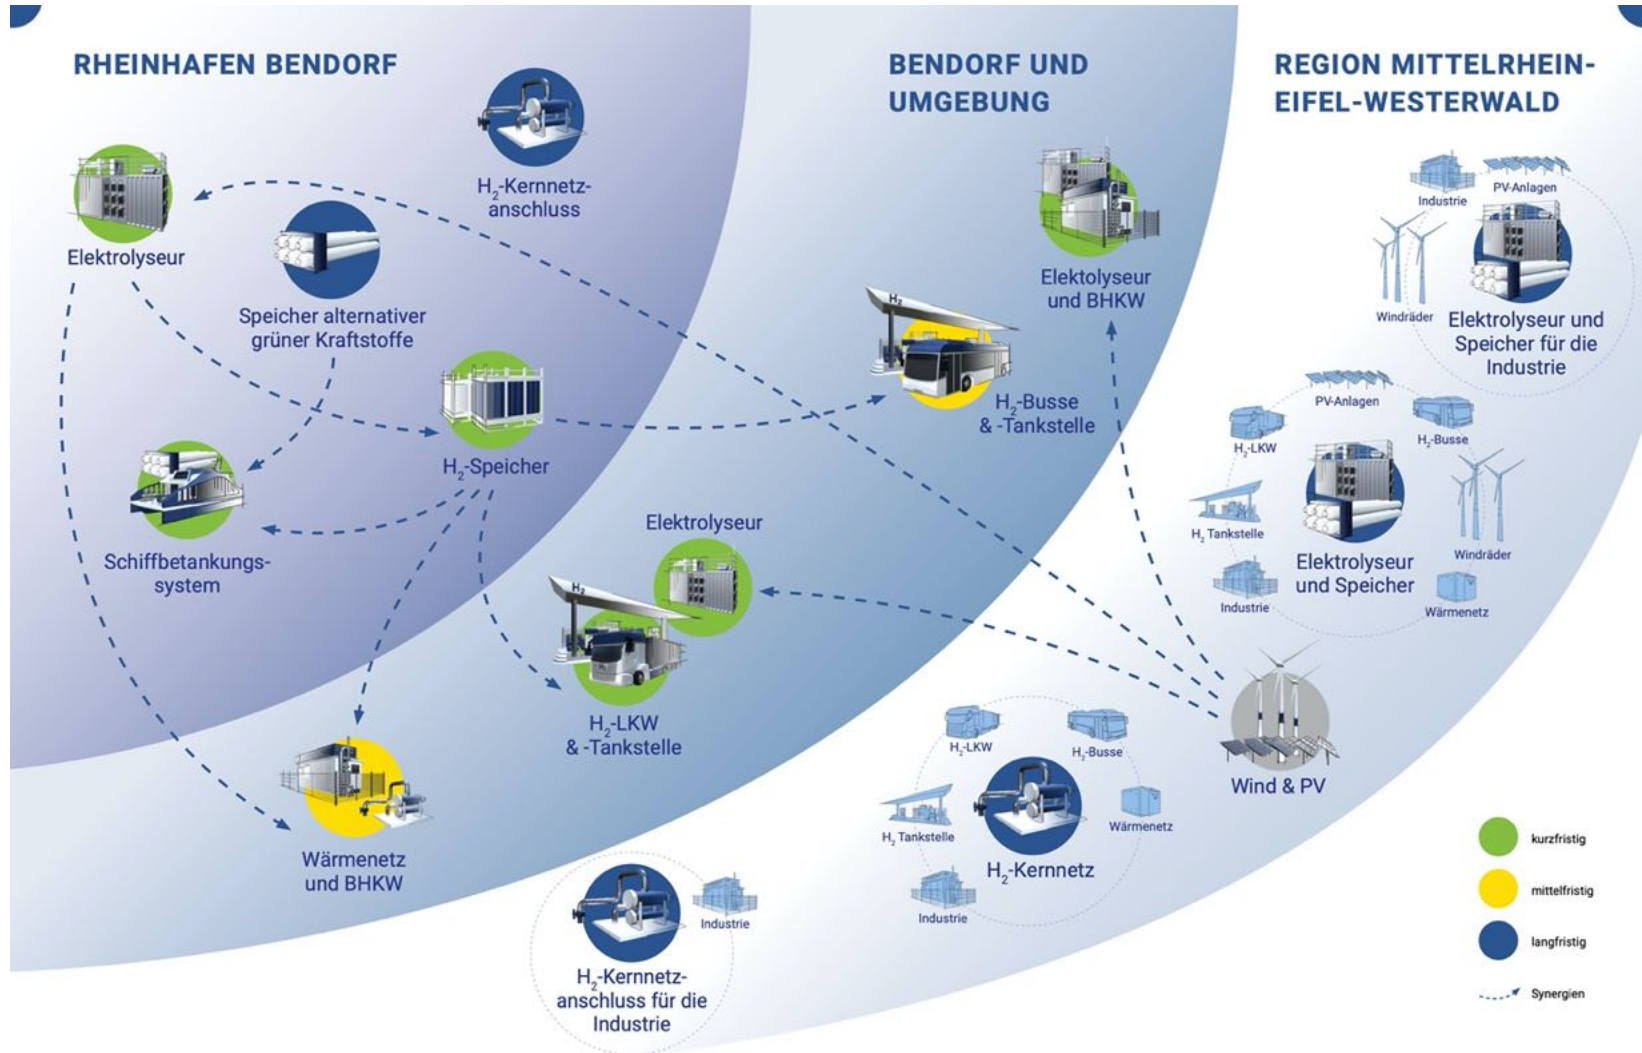 RHEINHAFEN BENDORF
BENDORF UND
UMGEBUNG
REGION MITTELRHEIN-
EIFEL-WESTERWALD
H₂-Kernnetz-
anschluss
Elektrolyseur
Speicher alternativer
grüner Kraftstoffe
H₂-Speicher
Schiffbetankungs-
system
Elektolyseur
und BHKW
H₂
H₂-Busse
& -Tankstelle
Elektrolyseur
H₂
H₂-LKW
& -Tankstelle
Wärmenetz
und BHKW
Industrie
PV-Anlagen
Windräder
Elektrolyseur und
Speicher für die
Industrie
PV-Anlagen
H₂-LKW
H₂-Busse
H₂ Tankstelle
Windräder
Elektrolyseur
und Speicher
Industrie
Wärmenetz
Wind & PV
H₂-LKW
H₂-Busse
H₂ Tankstelle
Wärmenetz
H₂-Kernnetz
Industrie
Industrie
H₂-Kernnetz-
anschluss für die
Industrie
kurzfristig
mittelfristig
langfristig
Synergien